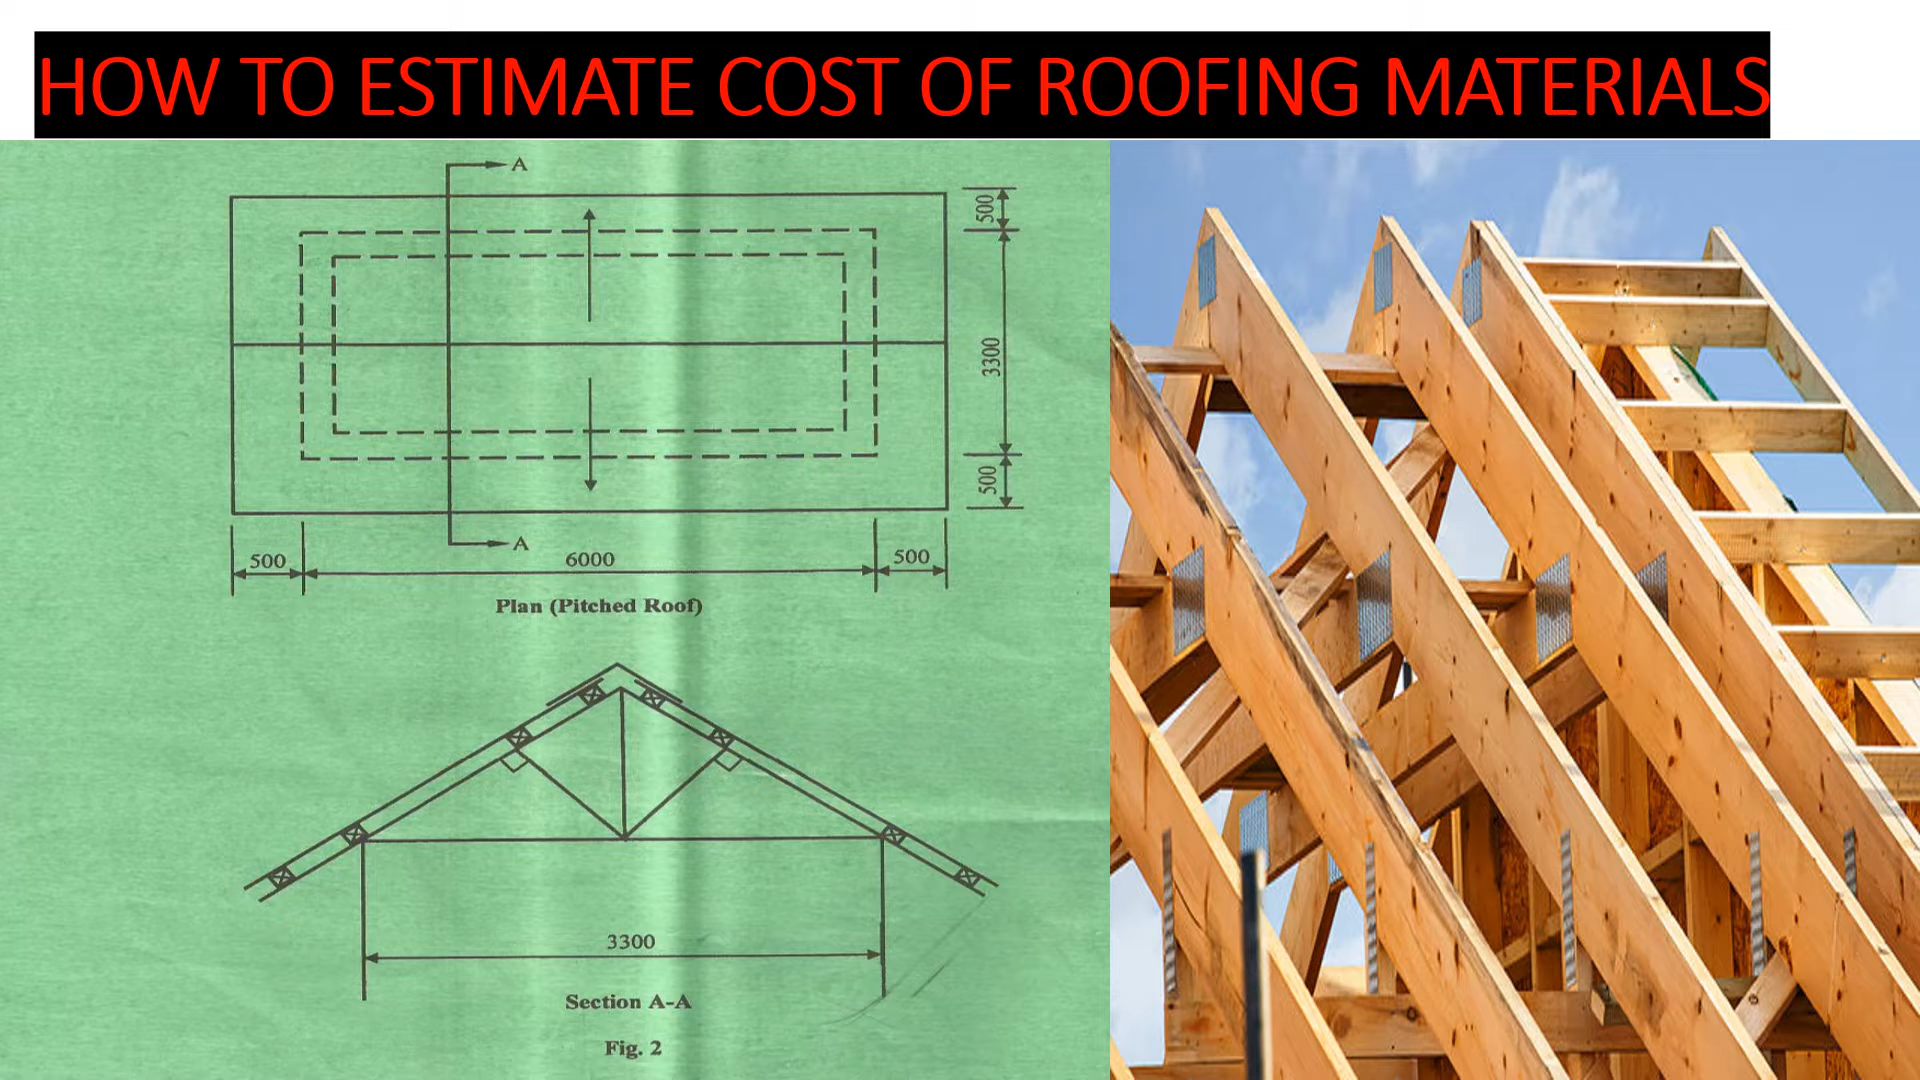 HOW TO ESTIMATE COST OF ROOFING MATERIALS
A
500
3300
500
A
500
6000
500
Plan (Pitched Roof)
3300
Section A-A
Fig. 2